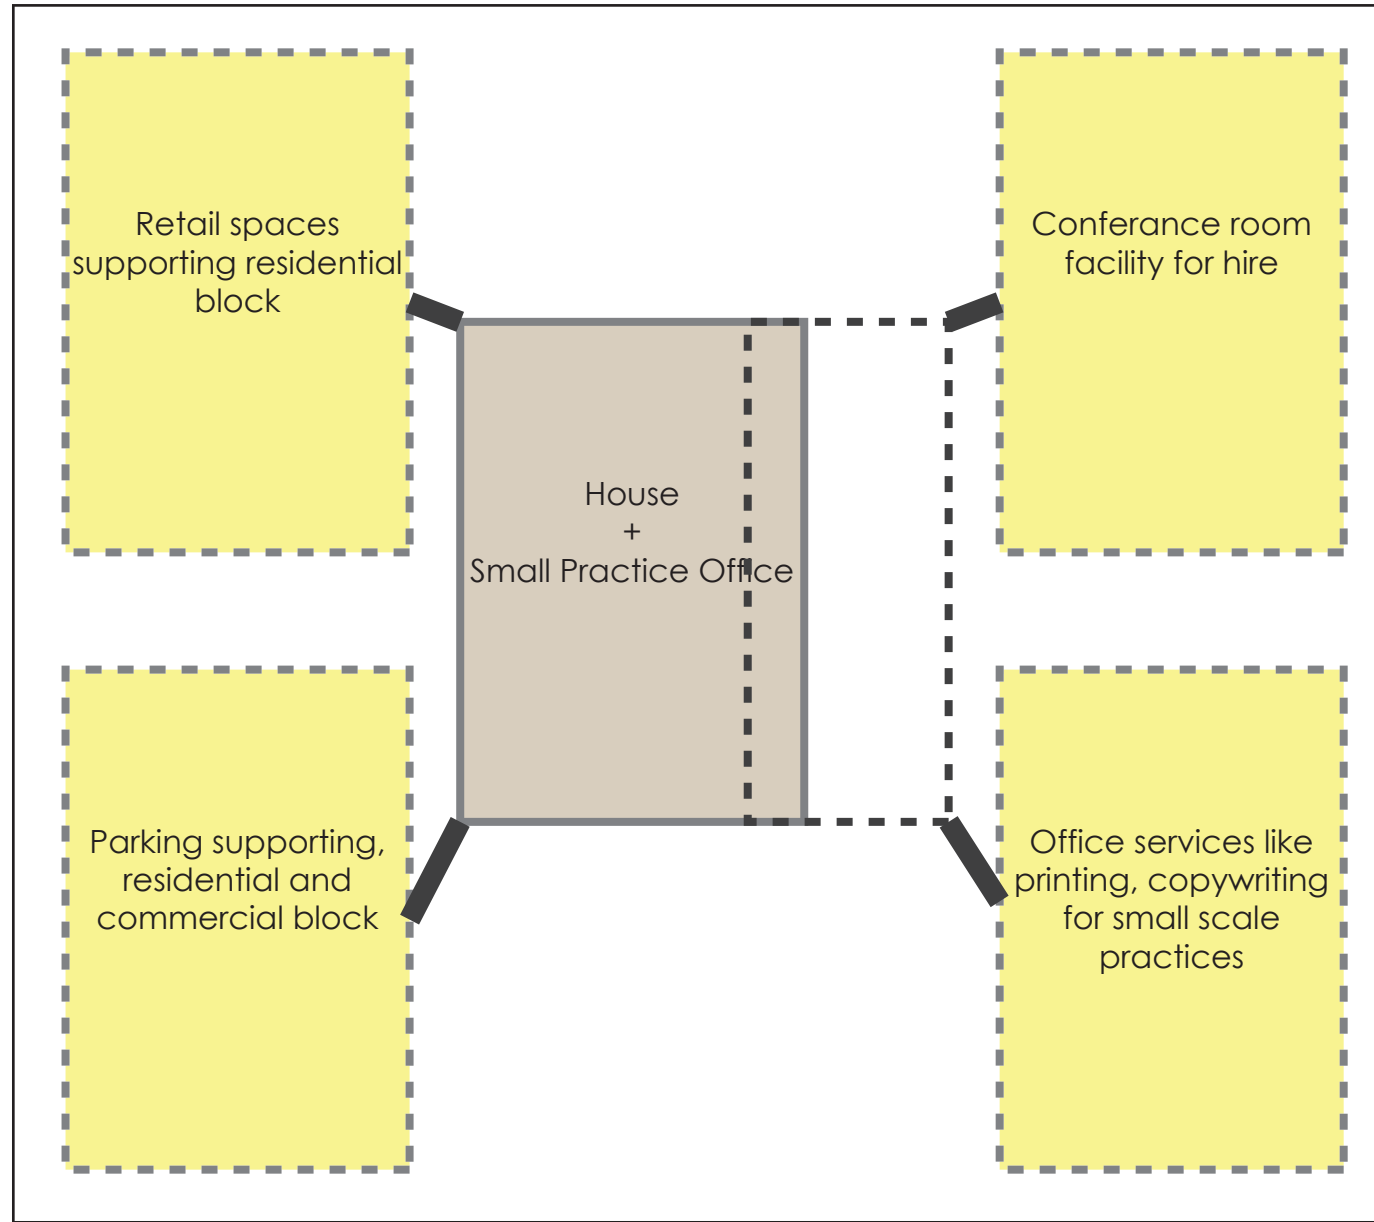 Retail spaces
supporting residential
block
Conferance room
facility for hire
House
+
Small Practice Office
Parking supporting,
residential and
commercial block
Office services like
printing, copywriting
for small scale
practices